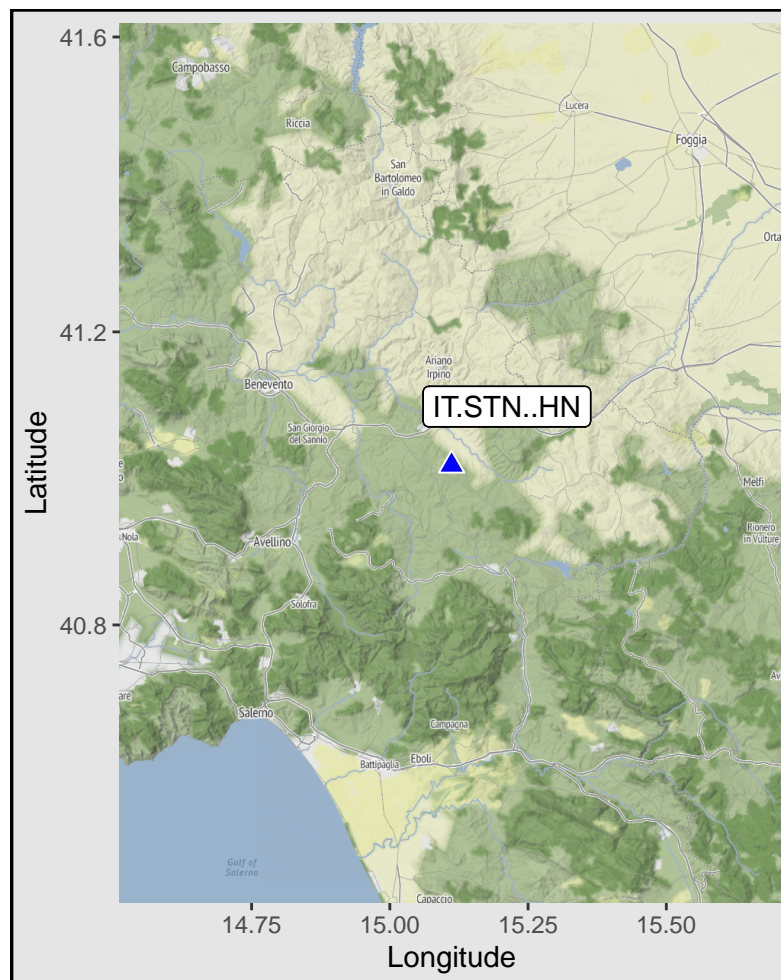 41.6
Campobasso
Lucera
Riccia
Foggia
San
Bartolomeo
in Galdo
Orta
41.2
Ariano
Irpino
Benevento
IT.STN..HN
San Giorgio
del Sannio
Latitude
Melfi
Nola
Avellino
Rionero
in Vulture
Solofra
40.8
are
Av
Salerno
Campagna
Eboli
Battipaglia
Gulf of
Salerno
Capaccio
14.75
15.00
15.25
15.50
Longitude